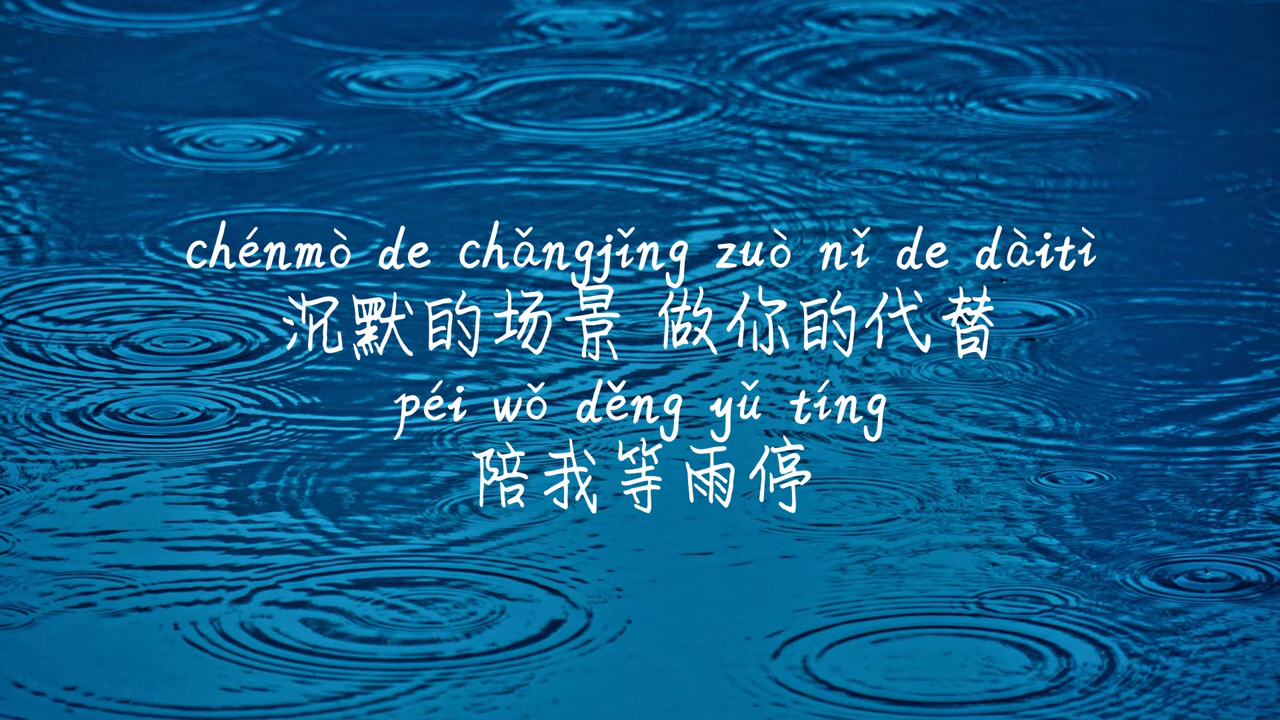 chénmò de chǎngjǐng zuò nǐ de dàitì
沉默的场景 做你的代替
péi wǒ děng yǔ tíng
陪我等雨停